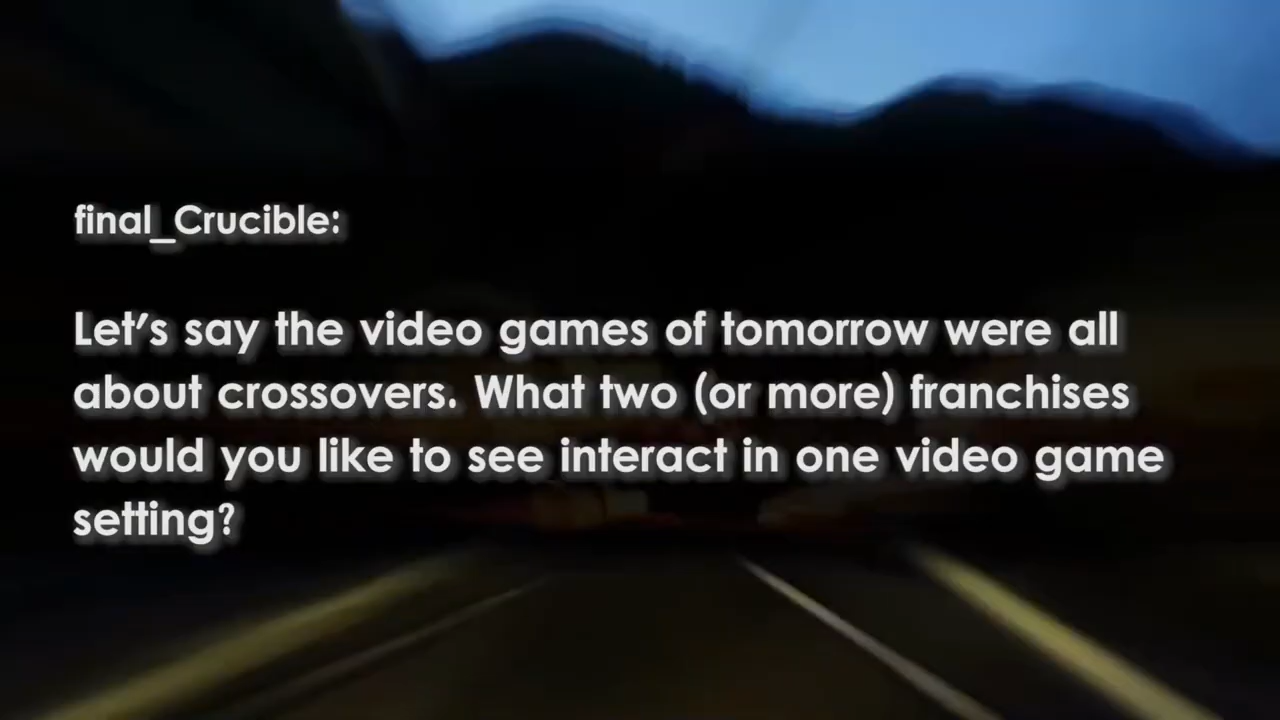 final_Crucible:
Let's say the video games of tomorrow were all
about crossovers. What two (or more) franchises
would you like to see interact in one video game
setting?